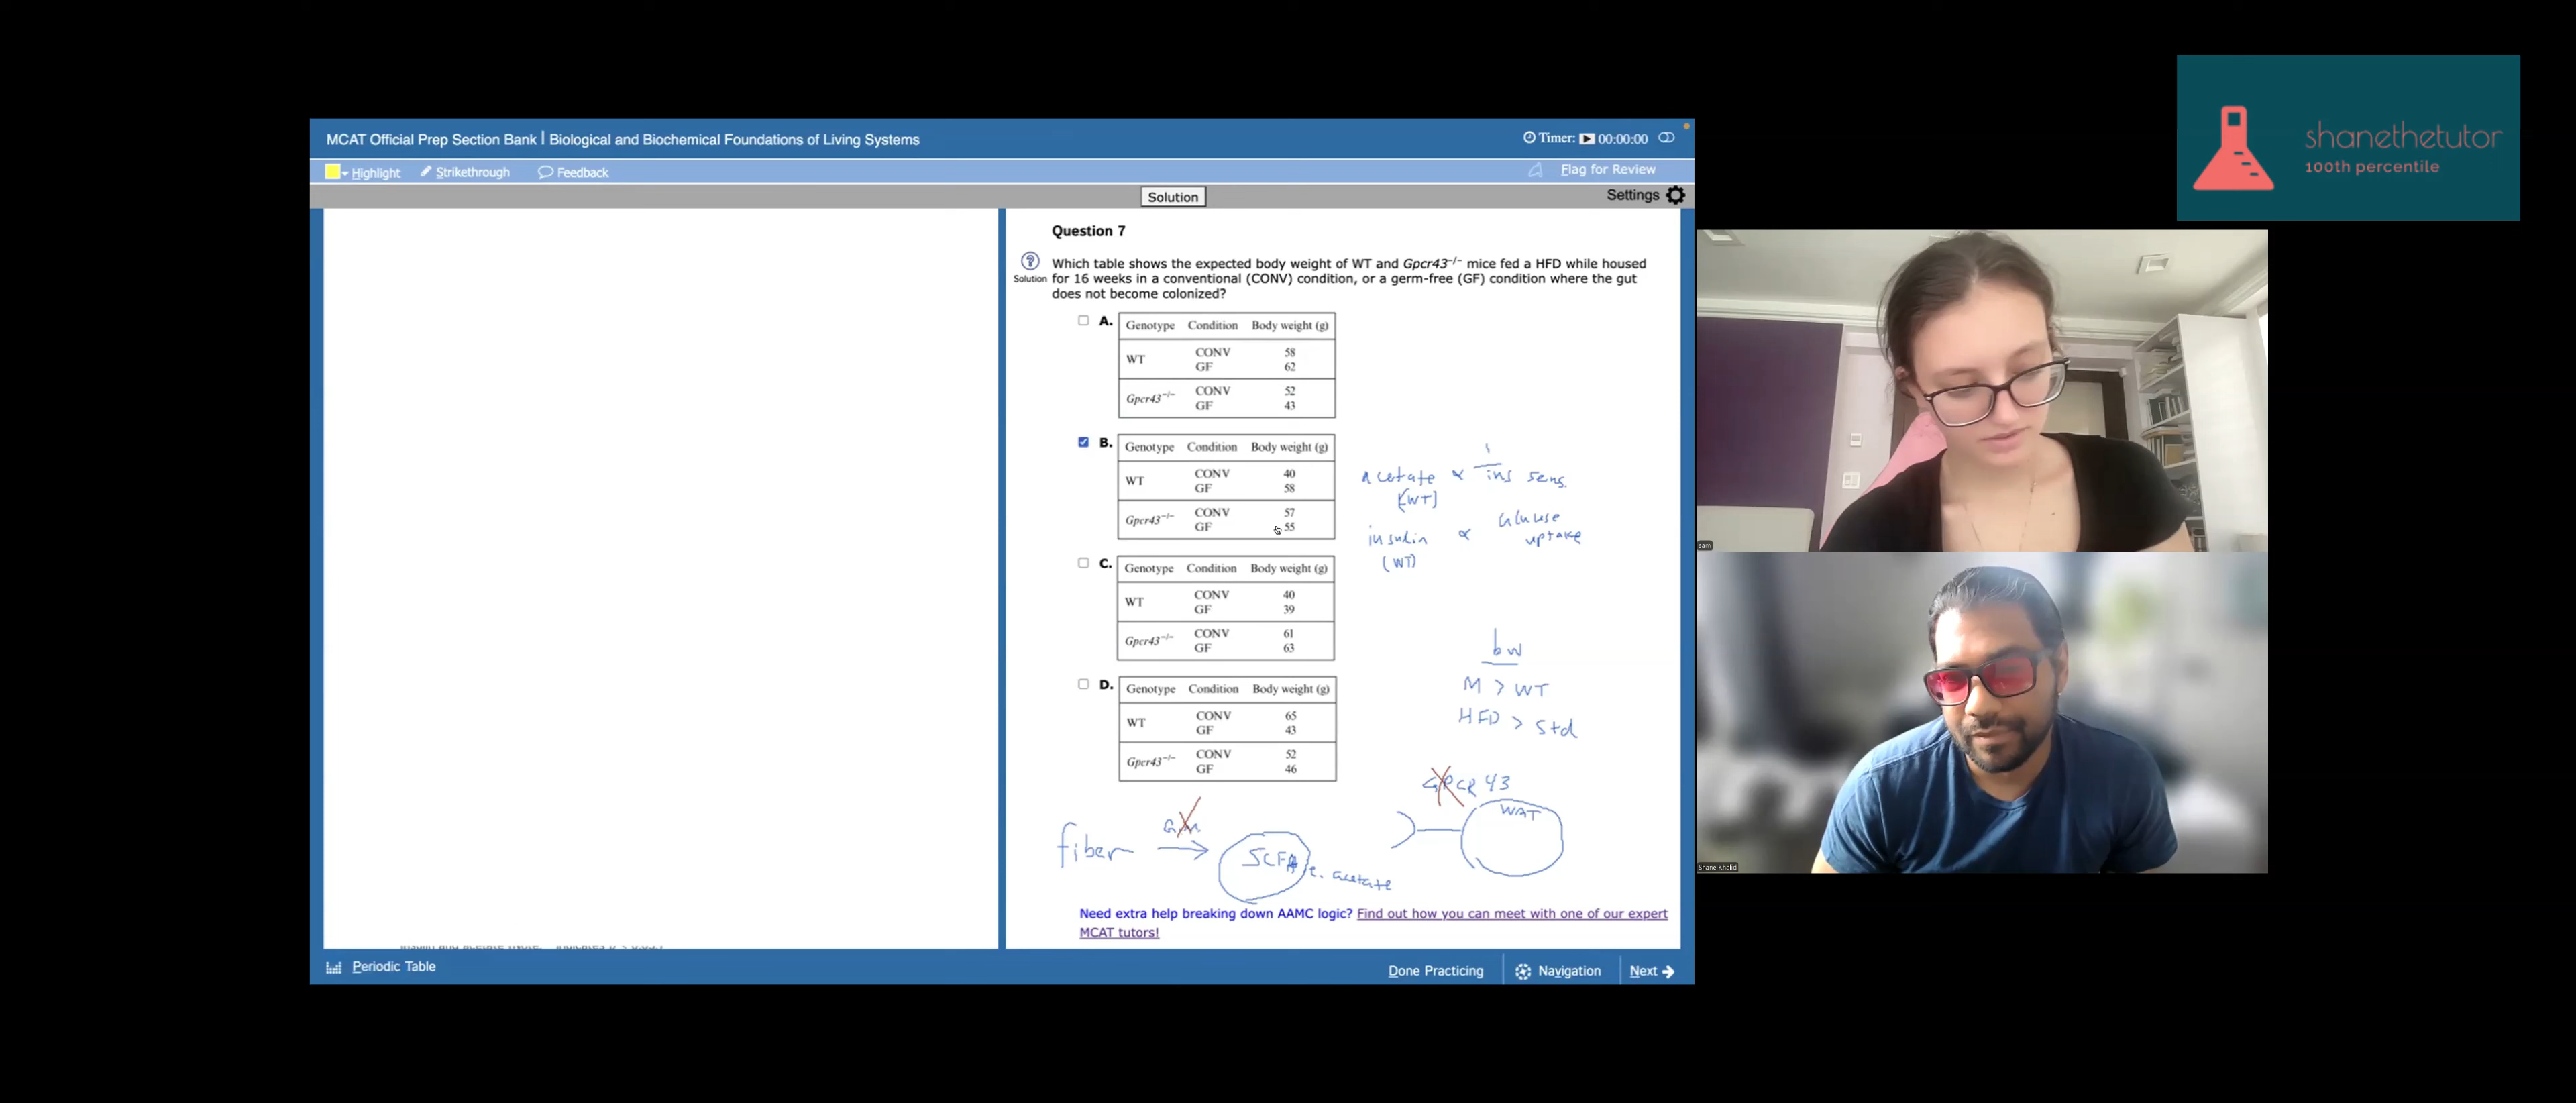 shanethetutor
100th percentile
MCAT Official Prep Section Bank | Biological and Biochemical Foundations of Living Systems
Timer: 00:00:00
Highlight
Strikethrough
Feedback
Flag for Review
Solution
Settings
Question 7
Solution
Which table shows the expected body weight of WT and Gpcr43−/− mice fed a HFD while housed
for 16 weeks in a conventional (CONV) condition, or a germ-free (GF) condition where the gut
does not become colonized?
A.
Genotype Condition Body weight (g)
WT CONV 58
GF 62
Gpcr43−/− CONV 52
GF 43
B.
Genotype Condition Body weight (g)
WT CONV 40
GF 58
Gpcr43−/− CONV 57
GF 55
C.
Genotype Condition Body weight (g)
WT CONV 40
GF 39
Gpcr43−/− CONV 61
GF 63
D.
Genotype Condition Body weight (g)
WT CONV 65
GF 43
Gpcr43−/− CONV 52
GF 46
acetate ∝ ins sens.
[WT]
insulin ∝ uptake
(WT)
bw
M > WT
HFD > Std
GPCR 43
WAT
fiber
SCFA
acetate
Need extra help breaking down AAMC logic? Find out how you can meet with one of our expert
MCAT tutors!
Periodic Table
Done Practicing
Navigation
Next
sam
Shane Khalid